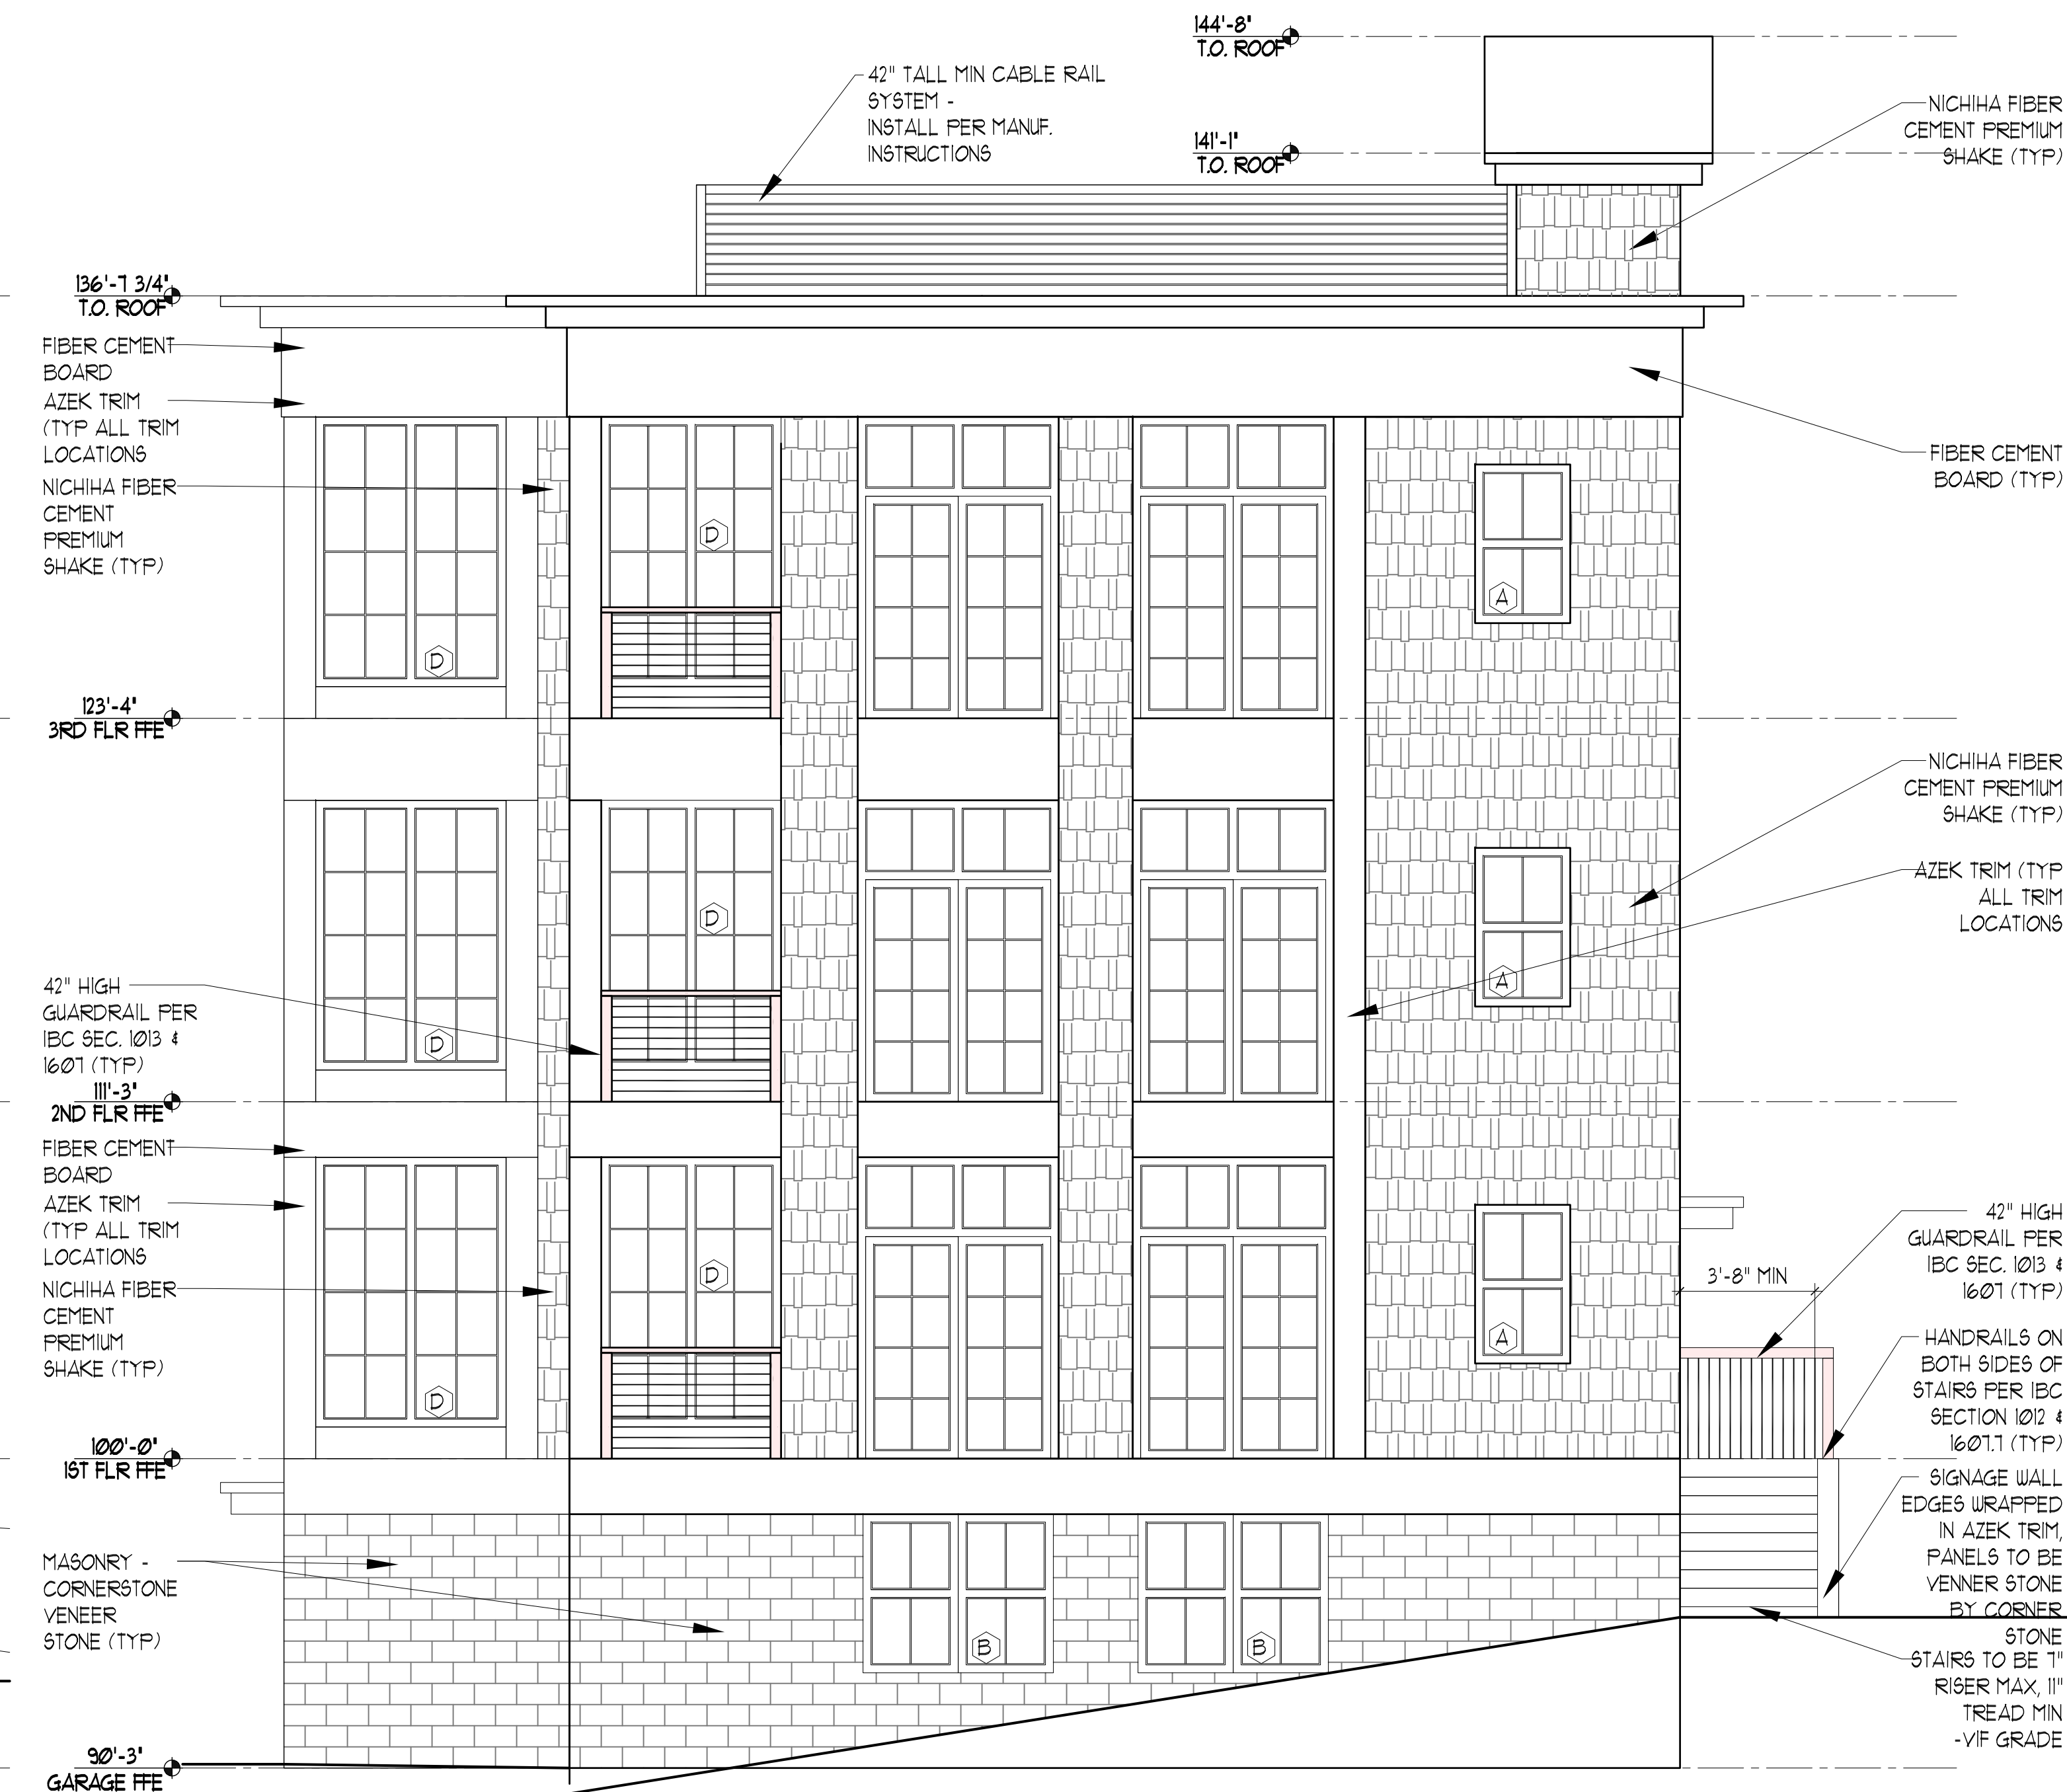 144'-8"
T.O. ROOF
42" TALL MIN CABLE RAIL
SYSTEM -
INSTALL PER MANUF.
INSTRUCTIONS
NICHIHA FIBER
CEMENT PREMIUM
SHAKE (TYP)
141'-1"
T.O. ROOF
136'-7 3/4"
T.O. ROOF
FIBER CEMENT
BOARD
AZEK TRIM
(TYP ALL TRIM
LOCATIONS
NICHIHA FIBER
CEMENT
PREMIUM
SHAKE (TYP)
FIBER CEMENT
BOARD (TYP)
D
A
D
123'-4"
3RD FLR FFE
NICHIHA FIBER
CEMENT PREMIUM
SHAKE (TYP)
AZEK TRIM (TYP
ALL TRIM
LOCATIONS
D
A
D
42" HIGH
GUARDRAIL PER
IBC SEC. 1013 &
1607 (TYP)
111'-3"
2ND FLR FFE
FIBER CEMENT
BOARD
AZEK TRIM
(TYP ALL TRIM
LOCATIONS
NICHIHA FIBER
CEMENT
PREMIUM
SHAKE (TYP)
D
A
D
3'-8" MIN
42" HIGH
GUARDRAIL PER
IBC SEC. 1013 &
1607 (TYP)
HANDRAILS ON
BOTH SIDES OF
STAIRS PER IBC
SECTION 1012 &
1607.7 (TYP)
100'-0"
1ST FLR FFE
SIGNAGE WALL
EDGES WRAPPED
IN AZEK TRIM,
PANELS TO BE
VENNER STONE
BY CORNER
STONE
MASONRY -
CORNERSTONE
VENEER
STONE (TYP)
B
B
STAIRS TO BE 7"
RISER MAX, 11"
TREAD MIN
-VIF GRADE
90'-3"
GARAGE FFE